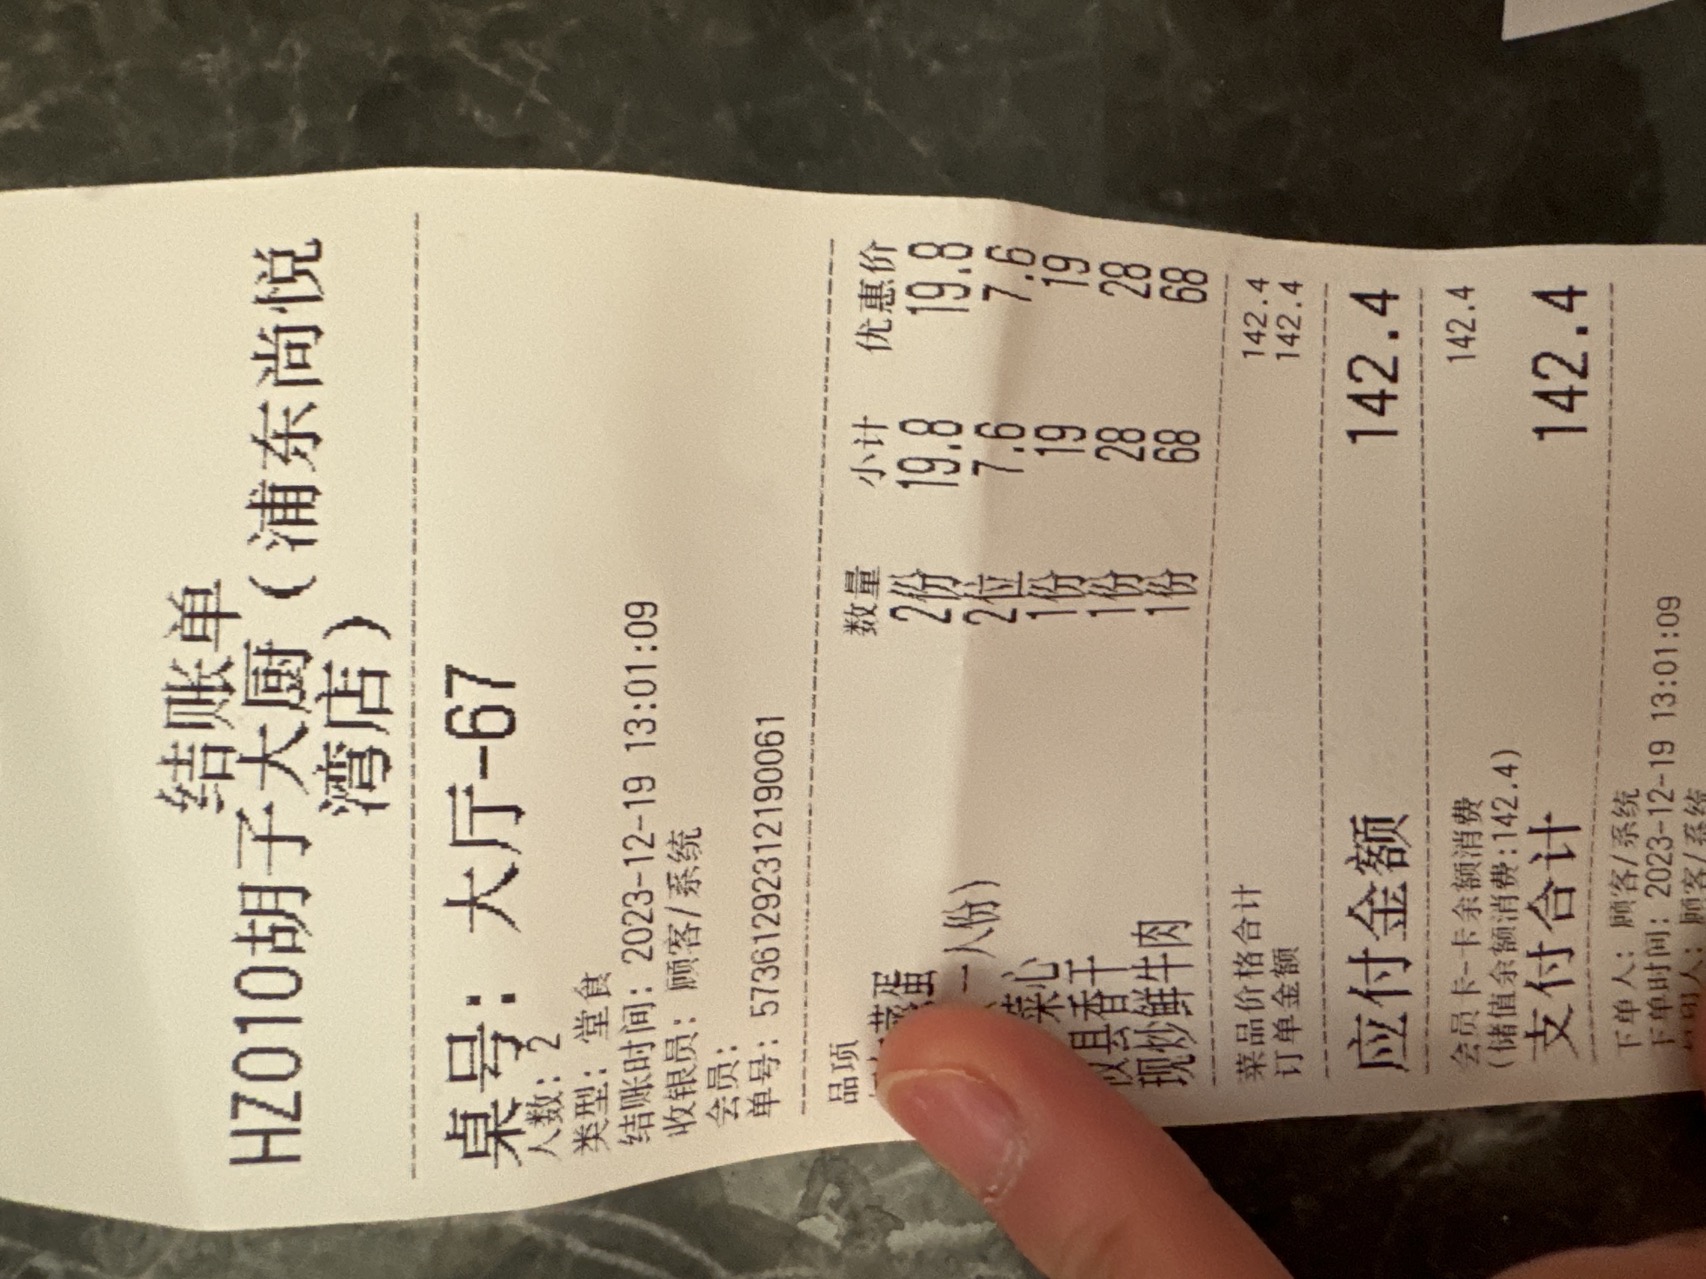 结账单
HZ010胡子大厨(浦东尚悦
湾店)
桌号: 大厅-67
人数: 2
类型: 堂食
结账时间: 2023-12-19 13:01:09
收银员: 顾客/系统
会员:
单号: 5736129231219​0061
品项 数量 小计 优惠价
蒸蛋 2份 19.8 19.8
一人份) 2位 7.6 7.6
菜心 1份 19 19
香干 1份 28 28
现炒鲜牛肉 1份 68 68
菜品价格合计 142.4
订单金额 142.4
应付金额 142.4
会员卡-卡余额消费 142.4
(储值余额消费:142.4)
支付合计 142.4
下单人: 顾客/系统
下单时间: 2023-12-19 13:01:09
顾客/系统